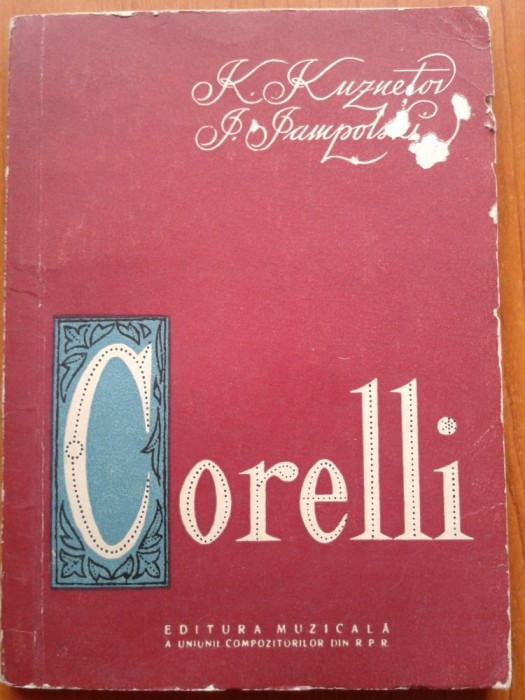 K. Kuznețov
I. Iampolski
Corelli
EDITURA MUZICALĂ
A UNIUNII COMPOZITORILOR DIN R.P.R.